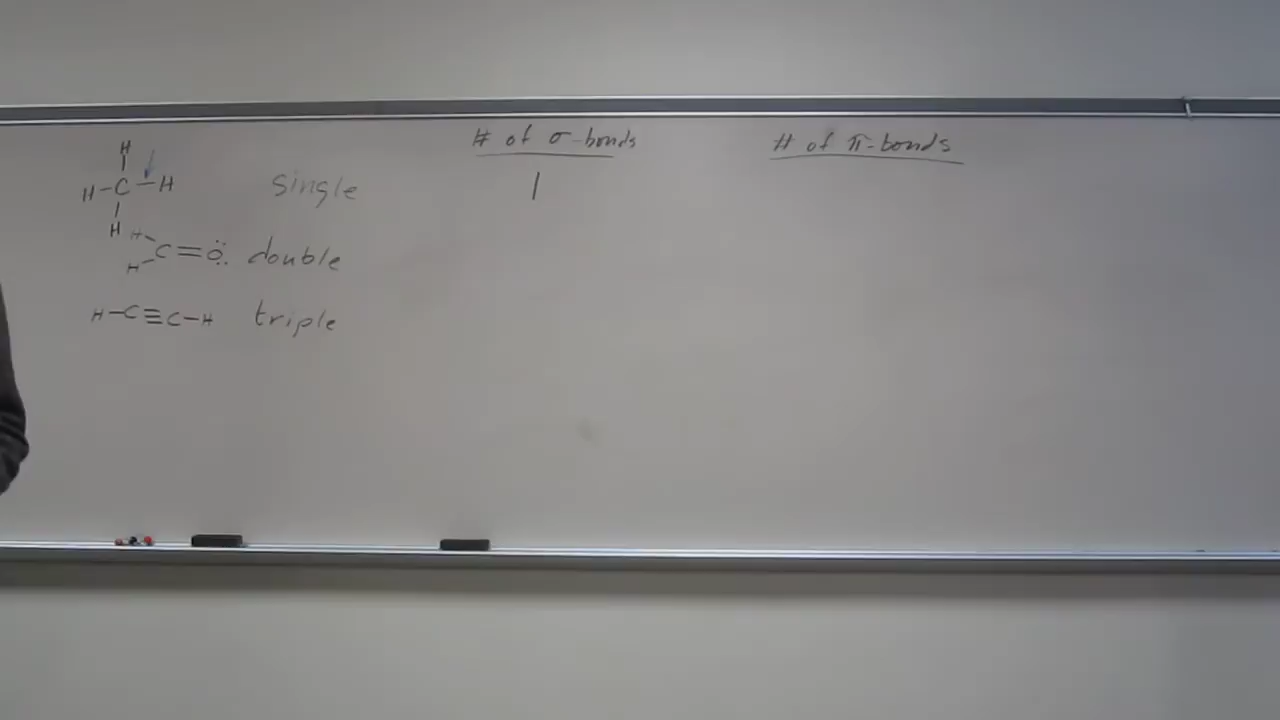 # of σ-bonds # of π-bonds
H
H-C-H single 1
H
H
C=Ö: double
H
H-C≡C-H triple